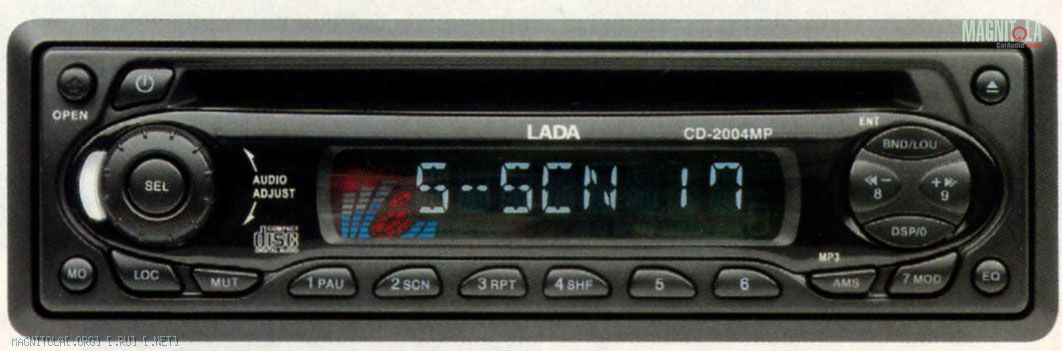 MAGNITOLA
CarAudio
OPEN
LADA
CD-2004MP
ENT
BND/LOU
SEL
AUDIO
ADJUST
S-SCN 17
−
8
+
9
DSP/0
COMPACT
disc
DIGITAL AUDIO
MP3
MO
LOC
MUT
1 PAU
2 SCN
3 RPT
4 SHF
5
6
AMS
7 MOD
EQ
MAGNITOLA[.ORG] [.RU] [.NET]